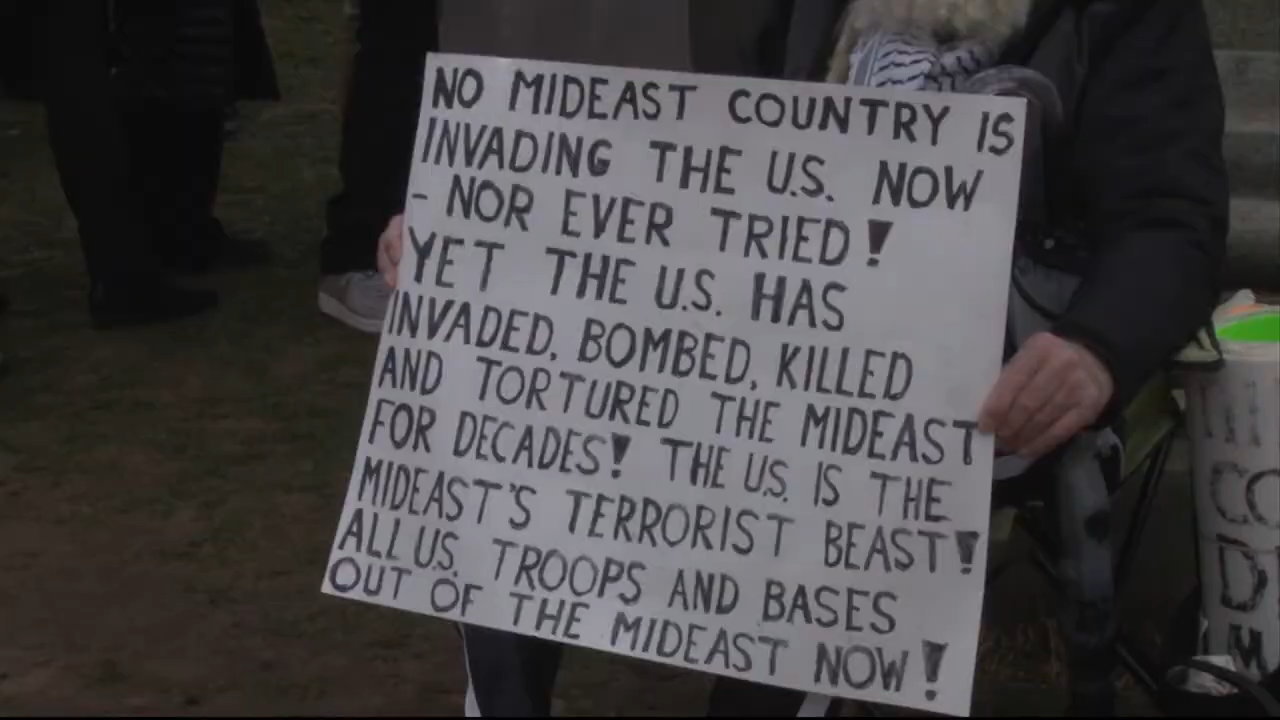 NO MIDEAST COUNTRY IS
INVADING THE U.S. NOW
- NOR EVER TRIED!
YET THE U.S. HAS
INVADED, BOMBED, KILLED
AND TORTURED THE MIDEAST
FOR DECADES! THE U.S. IS THE
MIDEAST'S TERRORIST BEAST!
ALL U.S. TROOPS AND BASES
OUT OF THE MIDEAST NOW!